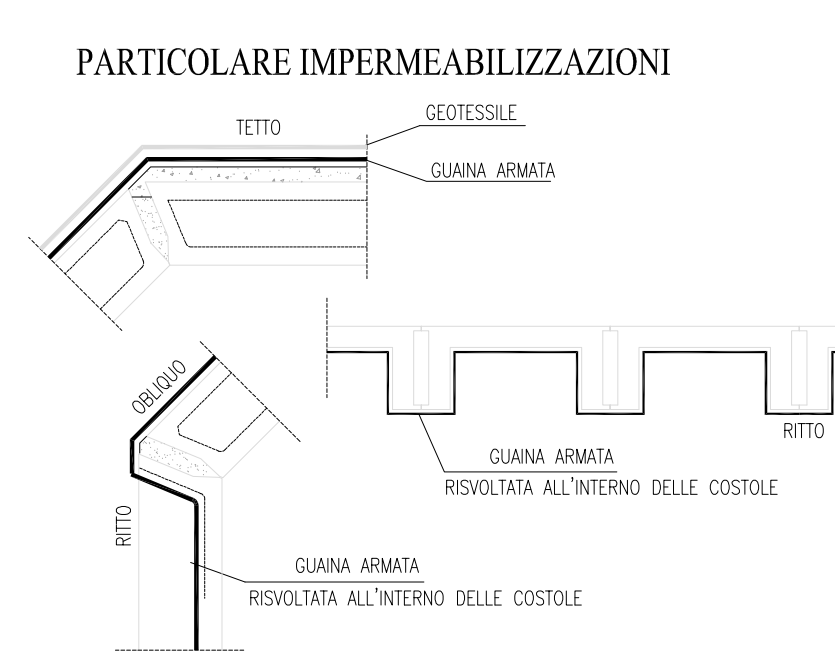 PARTICOLARE IMPERMEABILIZZAZIONI
GEOTESSILE
TETTO
GUAINA ARMATA
OBLIQUO
RITTO
GUAINA ARMATA
RISVOLTATA ALL'INTERNO DELLE COSTOLE
RITTO
GUAINA ARMATA
RISVOLTATA ALL'INTERNO DELLE COSTOLE